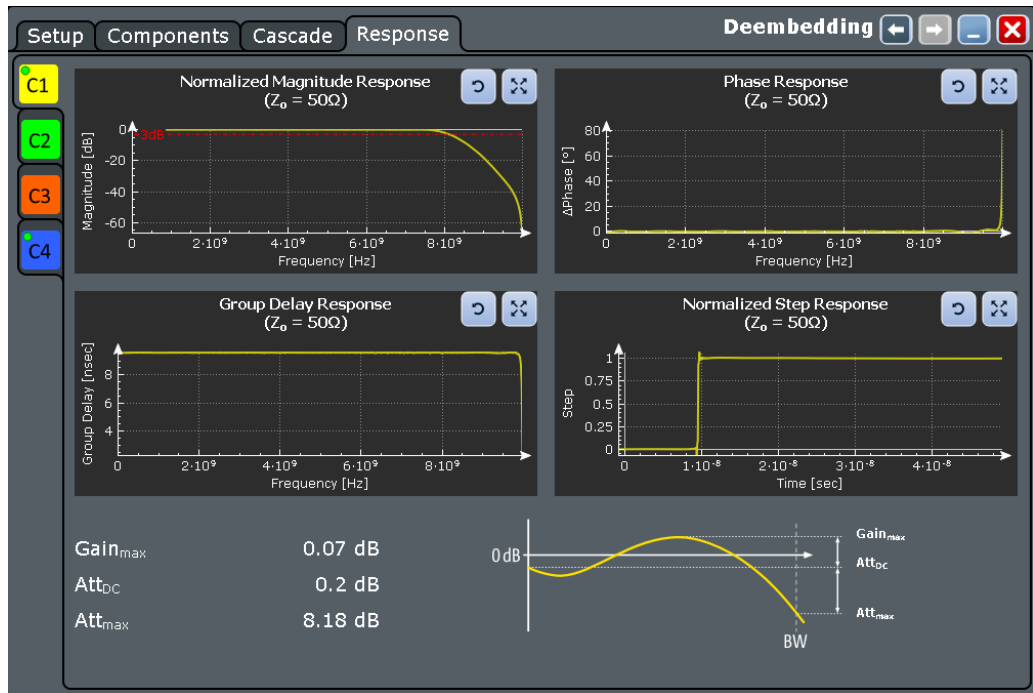 Setup Components Cascade Response Deembedding
C1
C2
C3
C4
Normalized Magnitude Response
(Z₀ = 50Ω)
Magnitude [dB]
0
-20
-40
-60
-3dB
0 2·10⁹ 4·10⁹ 6·10⁹ 8·10⁹
Frequency [Hz]
Phase Response
(Z₀ = 50Ω)
ΔPhase [°]
80
60
40
20
0
0 2·10⁹ 4·10⁹ 6·10⁹ 8·10⁹
Frequency [Hz]
Group Delay Response
(Z₀ = 50Ω)
Group Delay [nsec]
8
6
4
0 2·10⁹ 4·10⁹ 6·10⁹ 8·10⁹
Frequency [Hz]
Normalized Step Response
(Z₀ = 50Ω)
Step
1
0.75
0.5
0.25
0
0 1·10⁻⁸ 2·10⁻⁸ 3·10⁻⁸ 4·10⁻⁸
Time [sec]
Gainmax 0.07 dB
AttDC 0.2 dB
Attmax 8.18 dB
0dB
Gainmax
AttDC
Attmax
BW